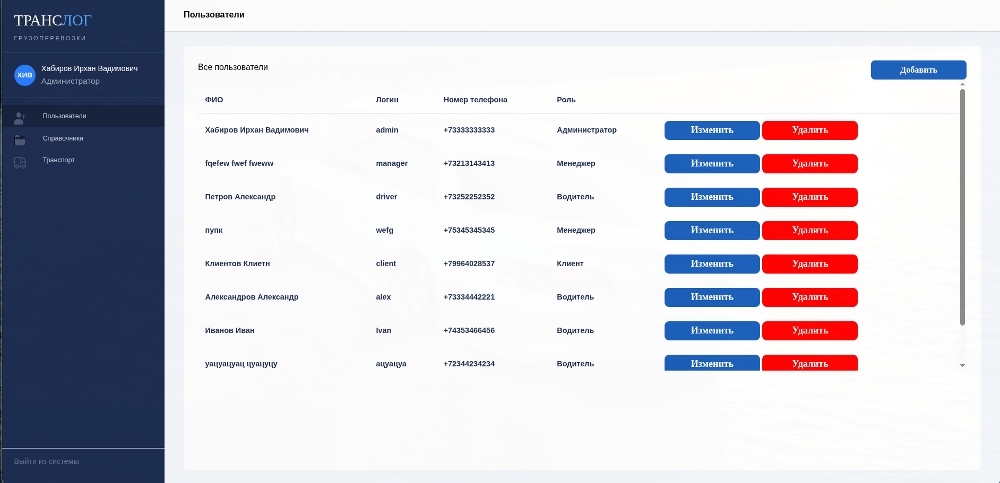 ТРАНСЛОГ
ГРУЗОПЕРЕВОЗКИ
ХИВ
Хабиров Ирхан Вадимович
Администратор
Пользователи
Справочники
Транспорт
Выйти из системы
Пользователи
Все пользователи
Добавить
ФИО Логин Номер телефона Роль
Хабиров Ирхан Вадимович admin +73333333333 Администратор Изменить Удалить
fqefew fwef fweww manager +73213143413 Менеджер Изменить Удалить
Петров Александр driver +73252252352 Водитель Изменить Удалить
пупк wefg +75345345345 Менеджер Изменить Удалить
Клиентов Клиетн client +79964028537 Клиент Изменить Удалить
Александров Александр alex +73334442221 Водитель Изменить Удалить
Иванов Иван Ivan +74353466456 Водитель Изменить Удалить
уацуацуац цуацуцу ацуацуа +72344234234 Водитель Изменить Удалить